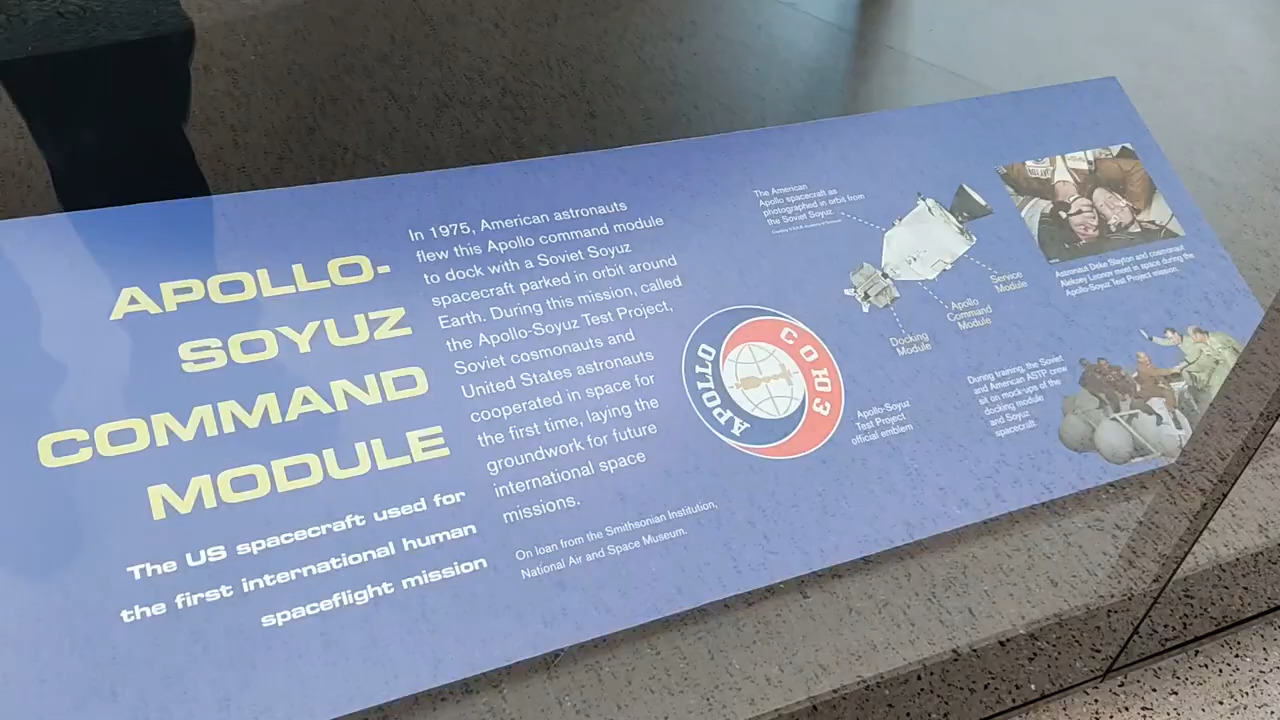 APOLLO-
SOYUZ
COMMAND
MODULE
The US spacecraft used for
the first international human
spaceflight mission
In 1975, American astronauts
flew this Apollo command module
to dock with a Soviet Soyuz
spacecraft parked in orbit around
Earth. During this mission, called
the Apollo-Soyuz Test Project,
Soviet cosmonauts and
United States astronauts
cooperated in space for
the first time, laying the
groundwork for future
international space
missions.
On loan from the Smithsonian Institution,
National Air and Space Museum.
APOLLO
СОЮЗ
Apollo-Soyuz
Test Project
official emblem
The American
Apollo spacecraft as
photographed in orbit from
the Soviet Soyuz.
Docking
Module
Apollo
Command
Module
Service
Module
Astronaut Deke Slayton and cosmonaut
Aleksey Leonov meet in space during the
Apollo-Soyuz Test Project mission.
During training, the Soviet
and American ASTP crew
sit on mock-ups of the
docking module
and Soyuz
spacecraft.